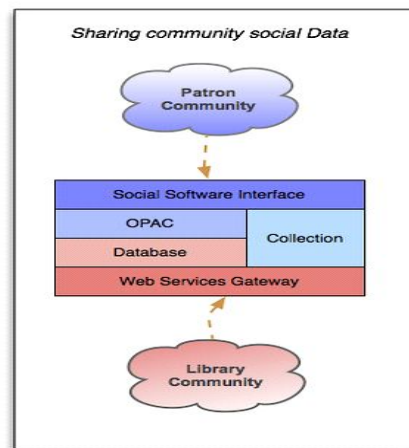 Sharing community social Data
Patron
Community
Social Software Interface
OPAC
Collection
Database
Web Services Gateway
Library
Community